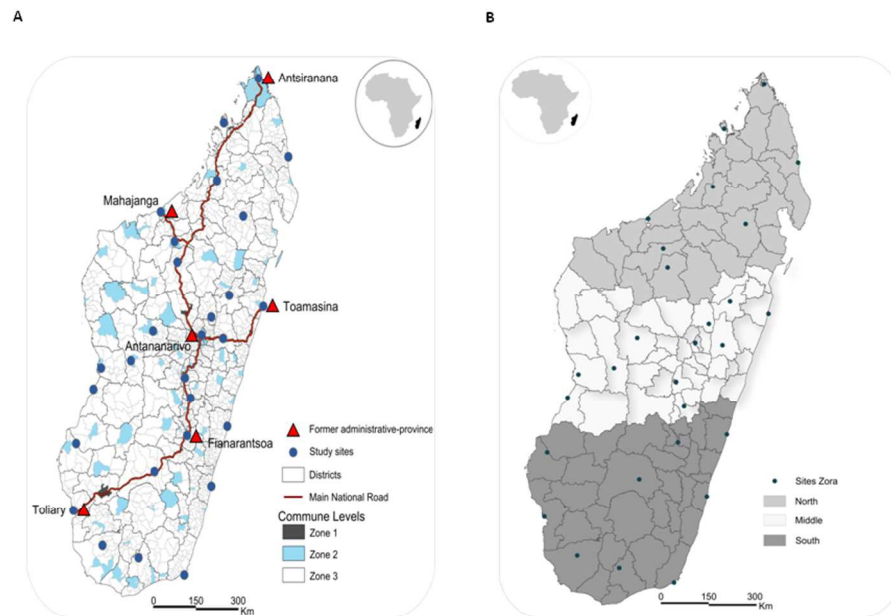 A
Antsiranana
Mahajanga
Toamasina
Antananarivo
Fianarantsoa
Toliary
Former administrative-province
Study sites
Districts
Main National Road
Commune Levels
Zone 1
Zone 2
Zone 3
0 150 300
Km
B
Sites Zora
North
Middle
South
0 150 300
Km